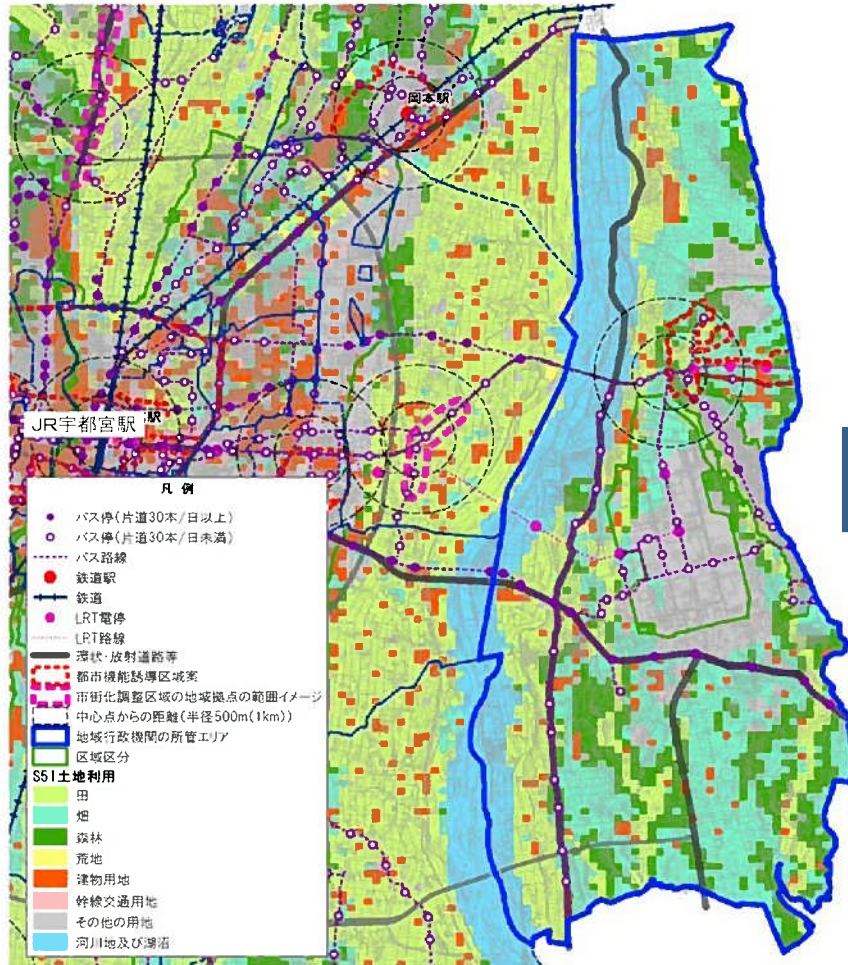 岡本駅
JR宇都宮駅
駅
凡例
バス停(片道30本/日以上)
バス停(片道30本/日未満)
バス路線
鉄道駅
鉄道
LRT電停
LRT路線
環状・放射道路等
都市機能誘導区域案
市街化調整区域の地域拠点の範囲イメージ
中心点からの距離(半径500m(1km))
地域行政機関の所管エリア
区域区分
S51土地利用
田
畑
森林
荒地
建物用地
幹線交通用地
その他の用地
河川地及び湖沼